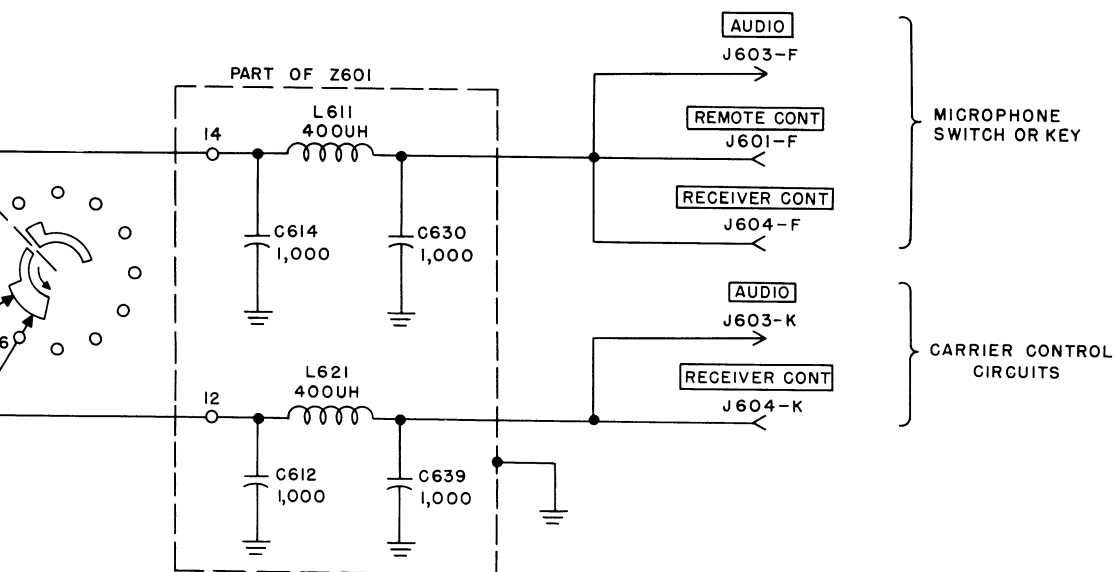 AUDIO
J603-F
PART OF Z601
L611
400UH
14
REMOTE CONT
J601-F
MICROPHONE
SWITCH OR KEY
RECEIVER CONT
J604-F
C614
1,000
C630
1,000
AUDIO
J603-K
6
L621
400UH
12
RECEIVER CONT
J604-K
CARRIER CONTROL
CIRCUITS
C612
1,000
C639
1,000